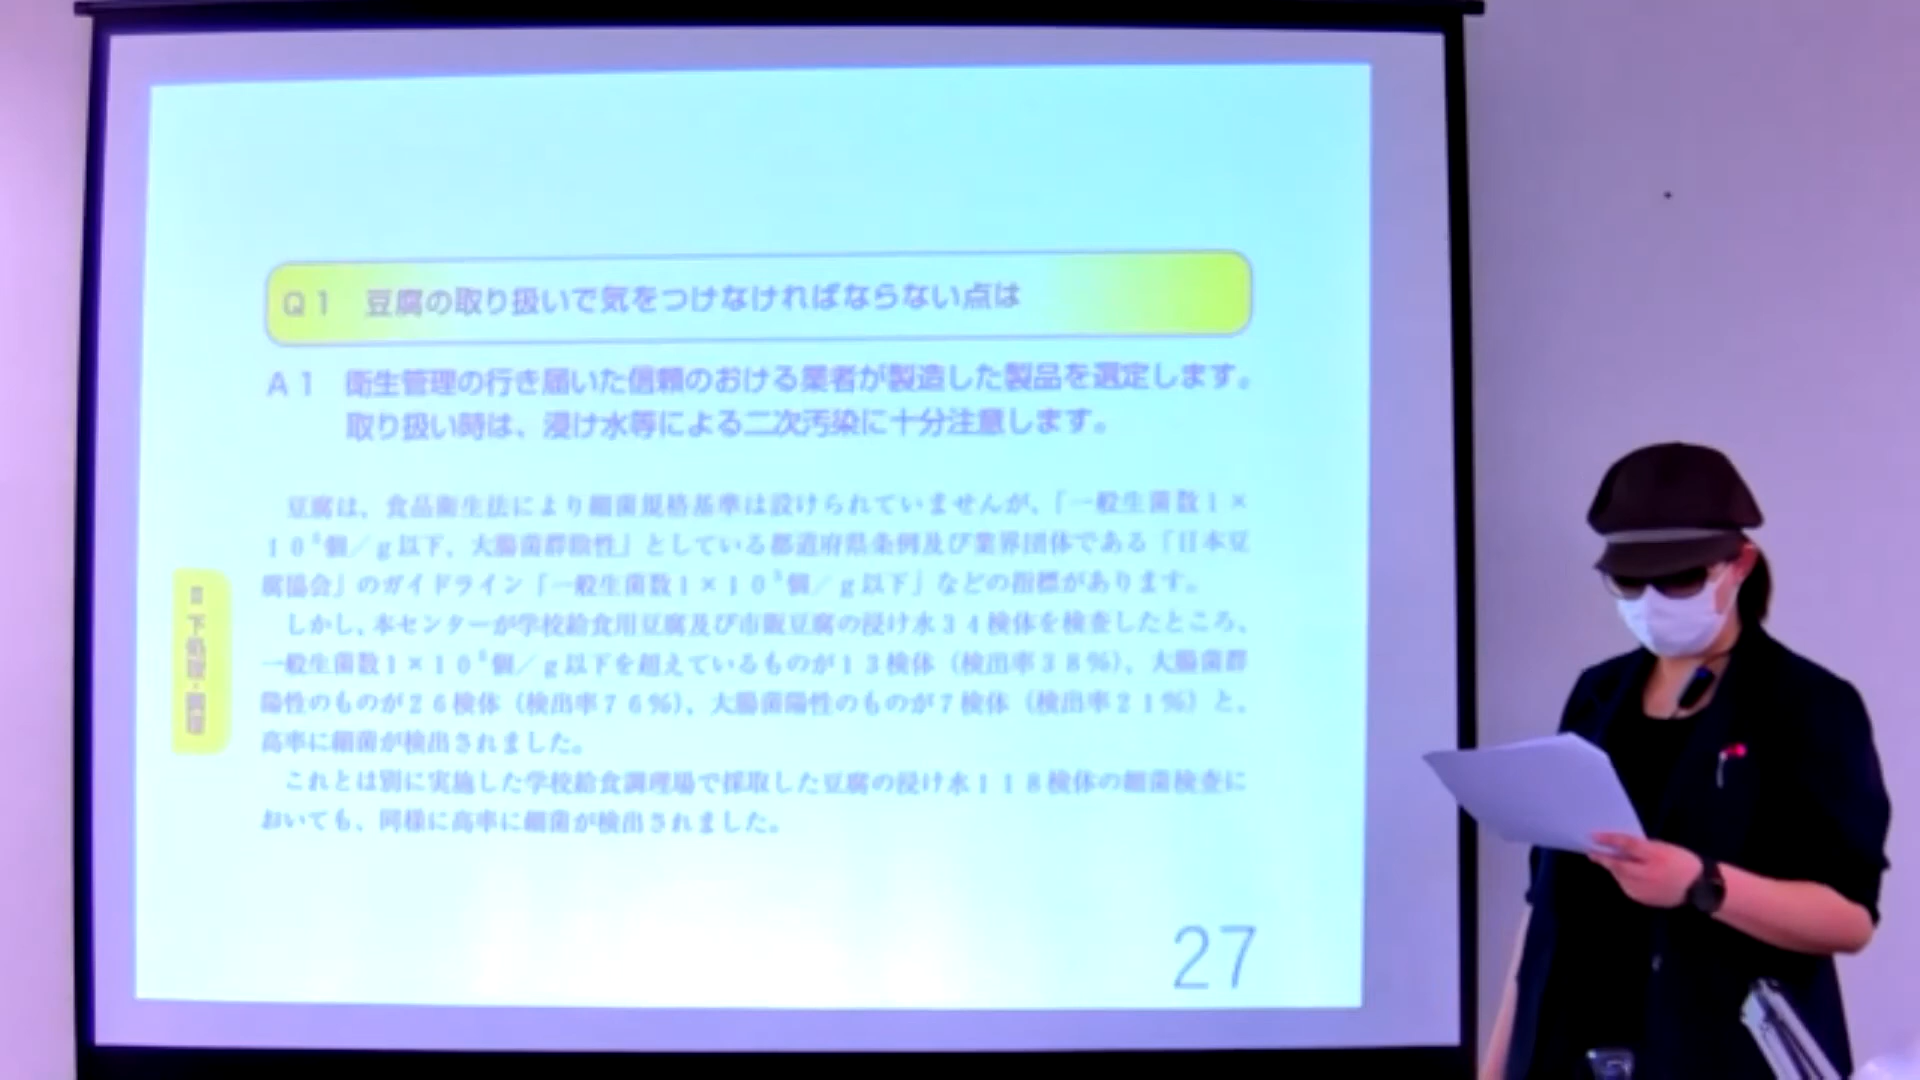 Q1 豆腐の取り扱いで気をつけなければならない点は
A1 衛生管理の行き届いた信頼のおける業者が製造した製品を選定します。
取り扱い時は、浸け水等による二次汚染に十分注意します。
豆腐は、食品衛生法により細菌規格基準は設けられていませんが、「一般生菌数1×
個/g以下、大腸菌群陰性」としている都道府県条例及び業界団体である「日本豆
腐協会」のガイドライン「一般生菌数1×10⁵個/g以下」などの指標があります。
しかし、本センターが学校給食用豆腐及び市販豆腐の浸け水34検体を検査したところ、
一般生菌数1× 個/g以下を超えているものが13検体(検出率38%)、大腸菌群
陽性のものが26検体(検出率76%)、大腸菌陽性のものが7検体(検出率21%)と、
高率に細菌が検出されました。
これとは別に実施した学校給食調理場で採取した豆腐の浸け水118検体の細菌検査に
おいても、同様に高率に細菌が検出されました。
下処理・調理
27